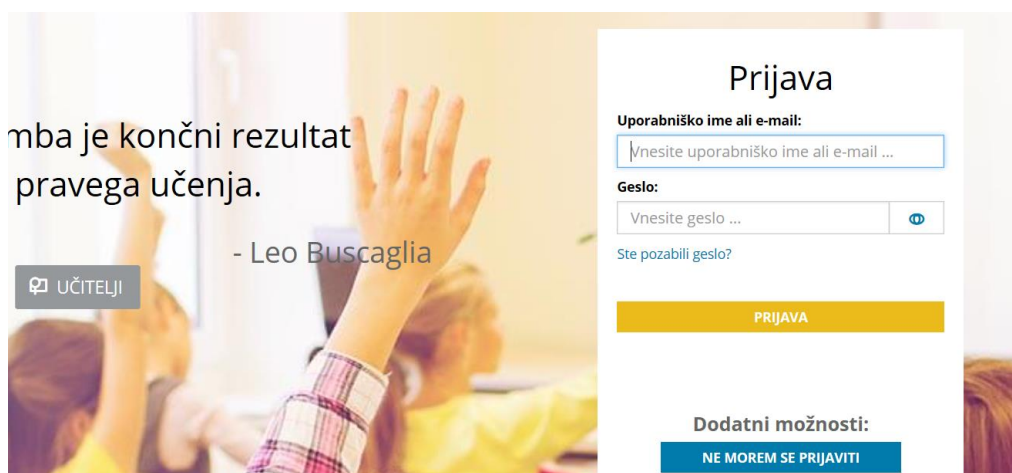 mba je končni rezultat
pravega učenja.
- Leo Buscaglia
UČITELJI
Prijava
Uporabniško ime ali e-mail:
Vnesite uporabniško ime ali e-mail ...
Geslo:
Vnesite geslo ...
Ste pozabili geslo?
PRIJAVA
Dodatni možnosti:
NE MOREM SE PRIJAVITI